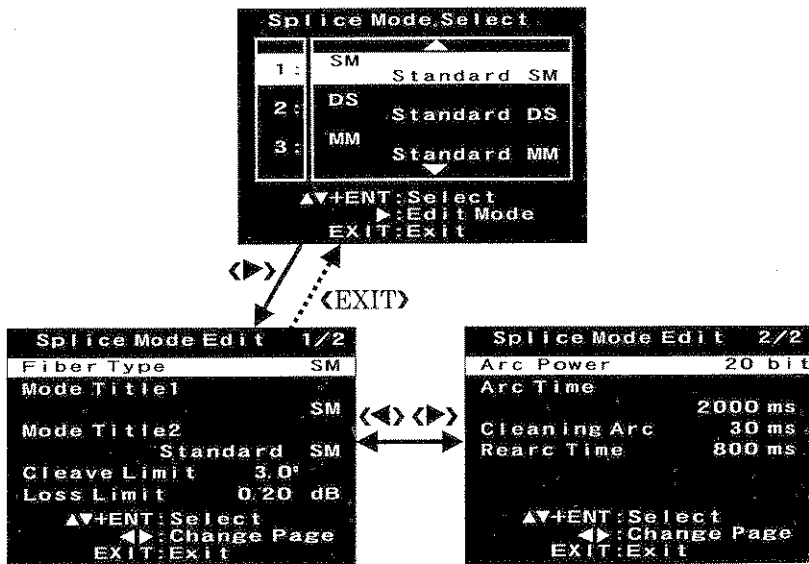 Splice Mode Select
1: SM
Standard SM
2: DS
Standard DS
3: MM
Standard MM
▲▼+ENT:Select
▶:Edit Mode
EXIT:Exit
❮▶❯
❮EXIT❯
Splice Mode Edit 1/2
Fiber Type SM
Mode Title1
SM
Mode Title2
Standard SM
Cleave Limit 3.0°
Loss Limit 0.20 dB
▲▼+ENT:Select
◀▶:Change Page
EXIT:Exit
❮◀❯ ❮▶❯
Splice Mode Edit 2/2
Arc Power 20 bit
Arc Time
2000 ms
Cleaning Arc 30 ms
Rearc Time 800 ms
▲▼+ENT:Select
◀▶:Change Page
EXIT:Exit